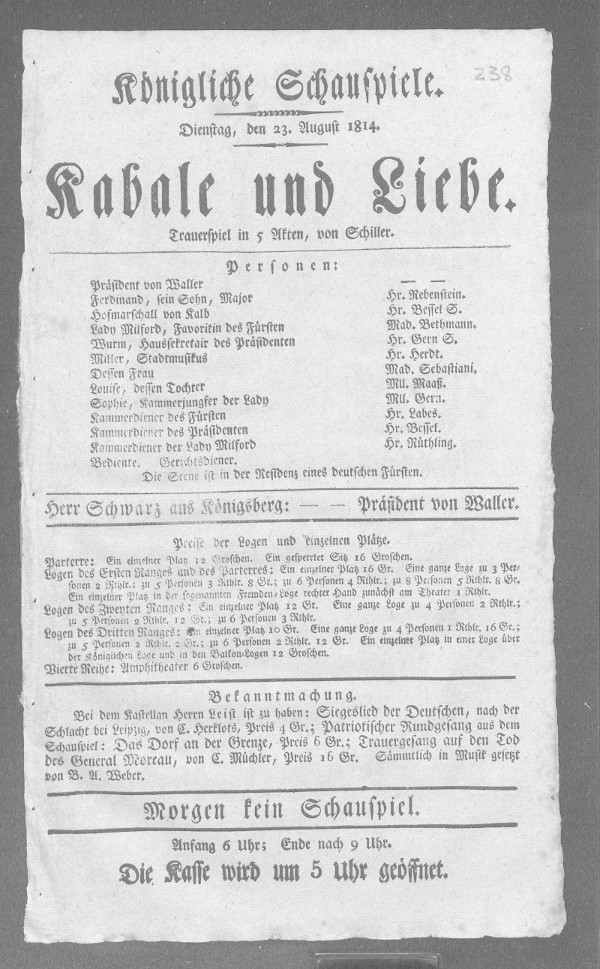 238
Königliche Schauspiele.
Dienstag, den 23. August 1814.
Kabale und Liebe.
Trauerspiel in 5 Akten, von Schiller.
Personen:
Präsident von Waller — —
Ferdinand, sein Sohn, Major Hr. Rebenstein.
Hofmarschall von Kalb Hr. Bessel S.
Lady Milford, Favoritin des Fürsten Mad. Bethmann.
Wurm, Haussekretair des Präsidenten Hr. Gern S.
Miller, Stadtmusikus Hr. Herdt.
Dessen Frau Mad. Sebastiani.
Louise, dessen Tochter Mll. Maaß.
Sophie, Kammerjungfer der Lady Mll. Gern.
Kammerdiener des Fürsten Hr. Labes.
Kammerdiener des Präsidenten Hr. Bessel.
Kammerdiener der Lady Milford Hr. Rüthling.
Bediente. Gerichtsdiener.
Die Scene ist in der Residenz eines deutschen Fürsten.
Herr Schwarz aus Königsberg: — — Präsident von Waller.
Preise der Logen und einzelnen Plätze.
Parterre: Ein einzelner Platz 12 Groschen. Ein gesperrter Sitz 16 Groschen.
Logen des Ersten Ranges und des Parterres: Ein einzelner Platz 16 Gr. Eine ganze Loge zu 3 Per-
sonen 2 Rthlr.; zu 5 Personen 3 Rthlr. 8 Gr.; zu 6 Personen 4 Rthlr.; zu 8 Personen 5 Rthlr. 8 Gr.
Ein einzelner Platz in der sogenannten Fremden-Loge rechter Hand zunächst am Theater 1 Rthlr.
Logen des Zweyten Ranges: Ein einzelner Platz 12 Gr. Eine ganze Loge zu 4 Personen 2 Rthlr.;
zu 5 Personen 2 Rthlr. 12 Gr.; zu 6 Personen 3 Rthlr.
Logen des Dritten Ranges: Ein einzelner Platz 10 Gr. Eine ganze Loge zu 4 Personen 1 Rthlr. 16 Gr.;
zu 5 Personen 2 Rthlr. 2 Gr.; zu 6 Personen 2 Rthlr. 12 Gr. Ein einzelner Platz in einer Loge über
der Königlichen Loge und in den Balkon-Logen 12 Groschen.
Vierte Reihe: Amphitheater 6 Groschen.
Bekanntmachung.
Bei dem Kastellan Herrn Leist ist zu haben: Siegeslied der Deutschen, nach der
Schlacht bei Leipzig, von C. Herklots, Preis 4 Gr.; Patriotischer Rundgesang aus dem
Schauspiel: Das Dorf an der Grenze, Preis 6 Gr.; Trauergesang auf den Tod
des General Moreau, von C. Müchler, Preis 16 Gr. Sämmtlich in Musik gesetzt
von B. A. Weber.
Morgen kein Schauspiel.
Anfang 6 Uhr; Ende nach 9 Uhr.
Die Kasse wird um 5 Uhr geöffnet.